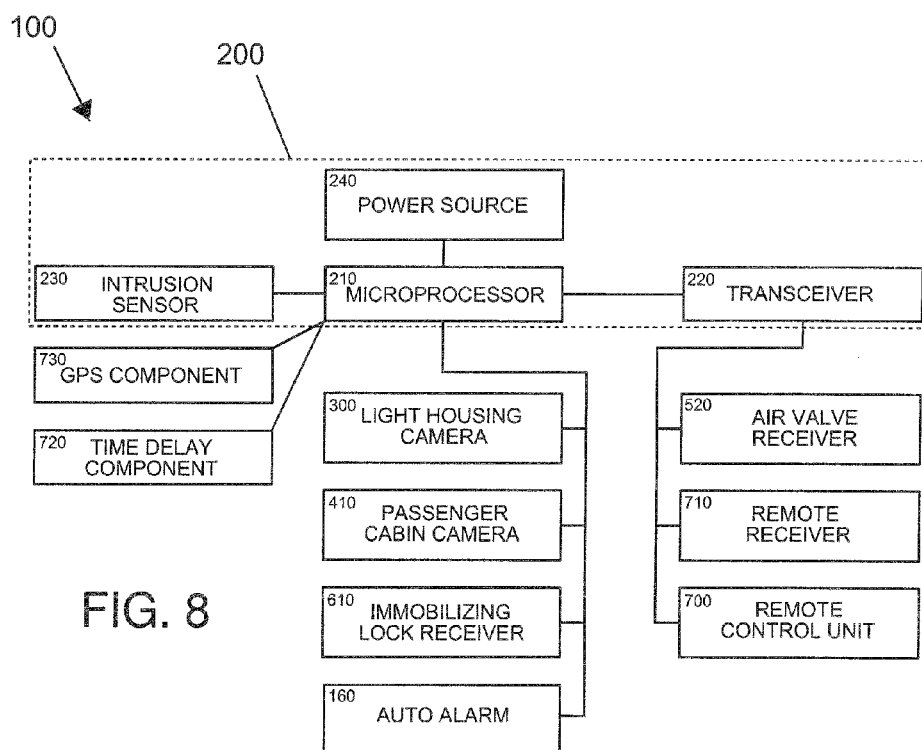 100
200
240
POWER SOURCE
230
INTRUSION
SENSOR
210
MICROPROCESSOR
220
TRANSCEIVER
730
GPS COMPONENT
720
TIME DELAY
COMPONENT
300
LIGHT HOUSING
CAMERA
410
PASSENGER
CABIN CAMERA
610
IMMOBILIZING
LOCK RECEIVER
160
AUTO ALARM
520
AIR VALVE
RECEIVER
710
REMOTE
RECEIVER
700
REMOTE
CONTROL UNIT
FIG. 8